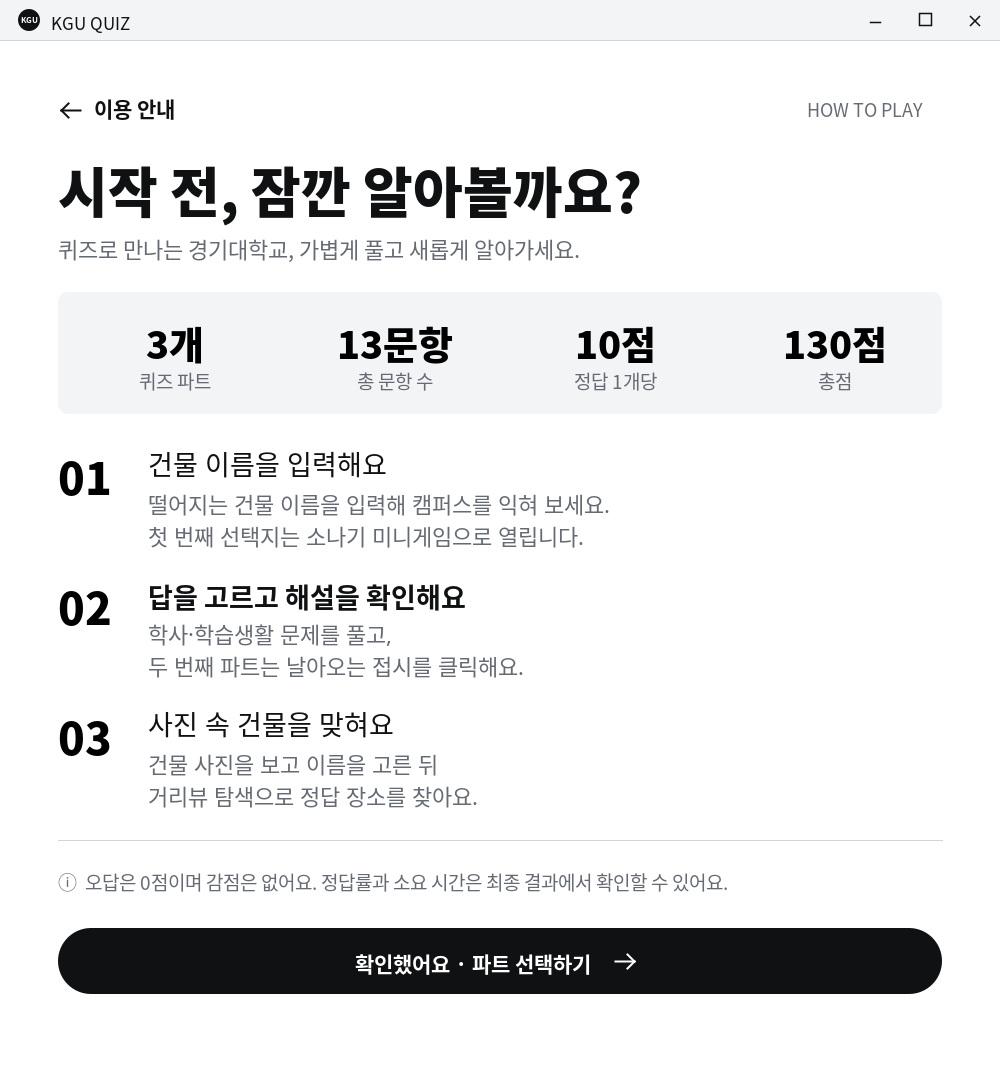 KGU KGU QUIZ
이용 안내
HOW TO PLAY
시작 전, 잠깐 알아볼까요?
퀴즈로 만나는 경기대학교, 가볍게 풀고 새롭게 알아가세요.
3개 13문항 10점 130점
퀴즈 파트 총 문항 수 정답 1개당 총점
01 건물 이름을 입력해요
떨어지는 건물 이름을 입력해 캠퍼스를 익혀 보세요.
첫 번째 선택지는 소나기 미니게임으로 열립니다.
02 답을 고르고 해설을 확인해요
학사·학습생활 문제를 풀고,
두 번째 파트는 날아오는 접시를 클릭해요.
03 사진 속 건물을 맞혀요
건물 사진을 보고 이름을 고른 뒤
거리뷰 탐색으로 정답 장소를 찾아요.
ⓘ 오답은 0점이며 감점은 없어요. 정답률과 소요 시간은 최종 결과에서 확인할 수 있어요.
확인했어요 · 파트 선택하기 →